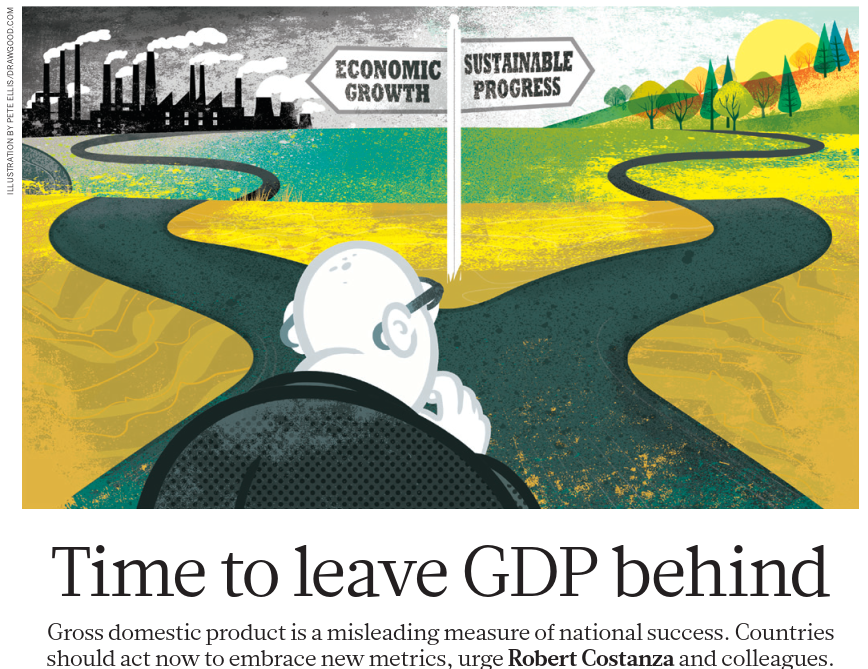 ILLUSTRATION BY PETE ELLIS/DRAWGOOD.COM
ECONOMIC
GROWTH
SUSTAINABLE
PROGRESS
Time to leave GDP behind
Gross domestic product is a misleading measure of national success. Countries
should act now to embrace new metrics, urge Robert Costanza and colleagues.